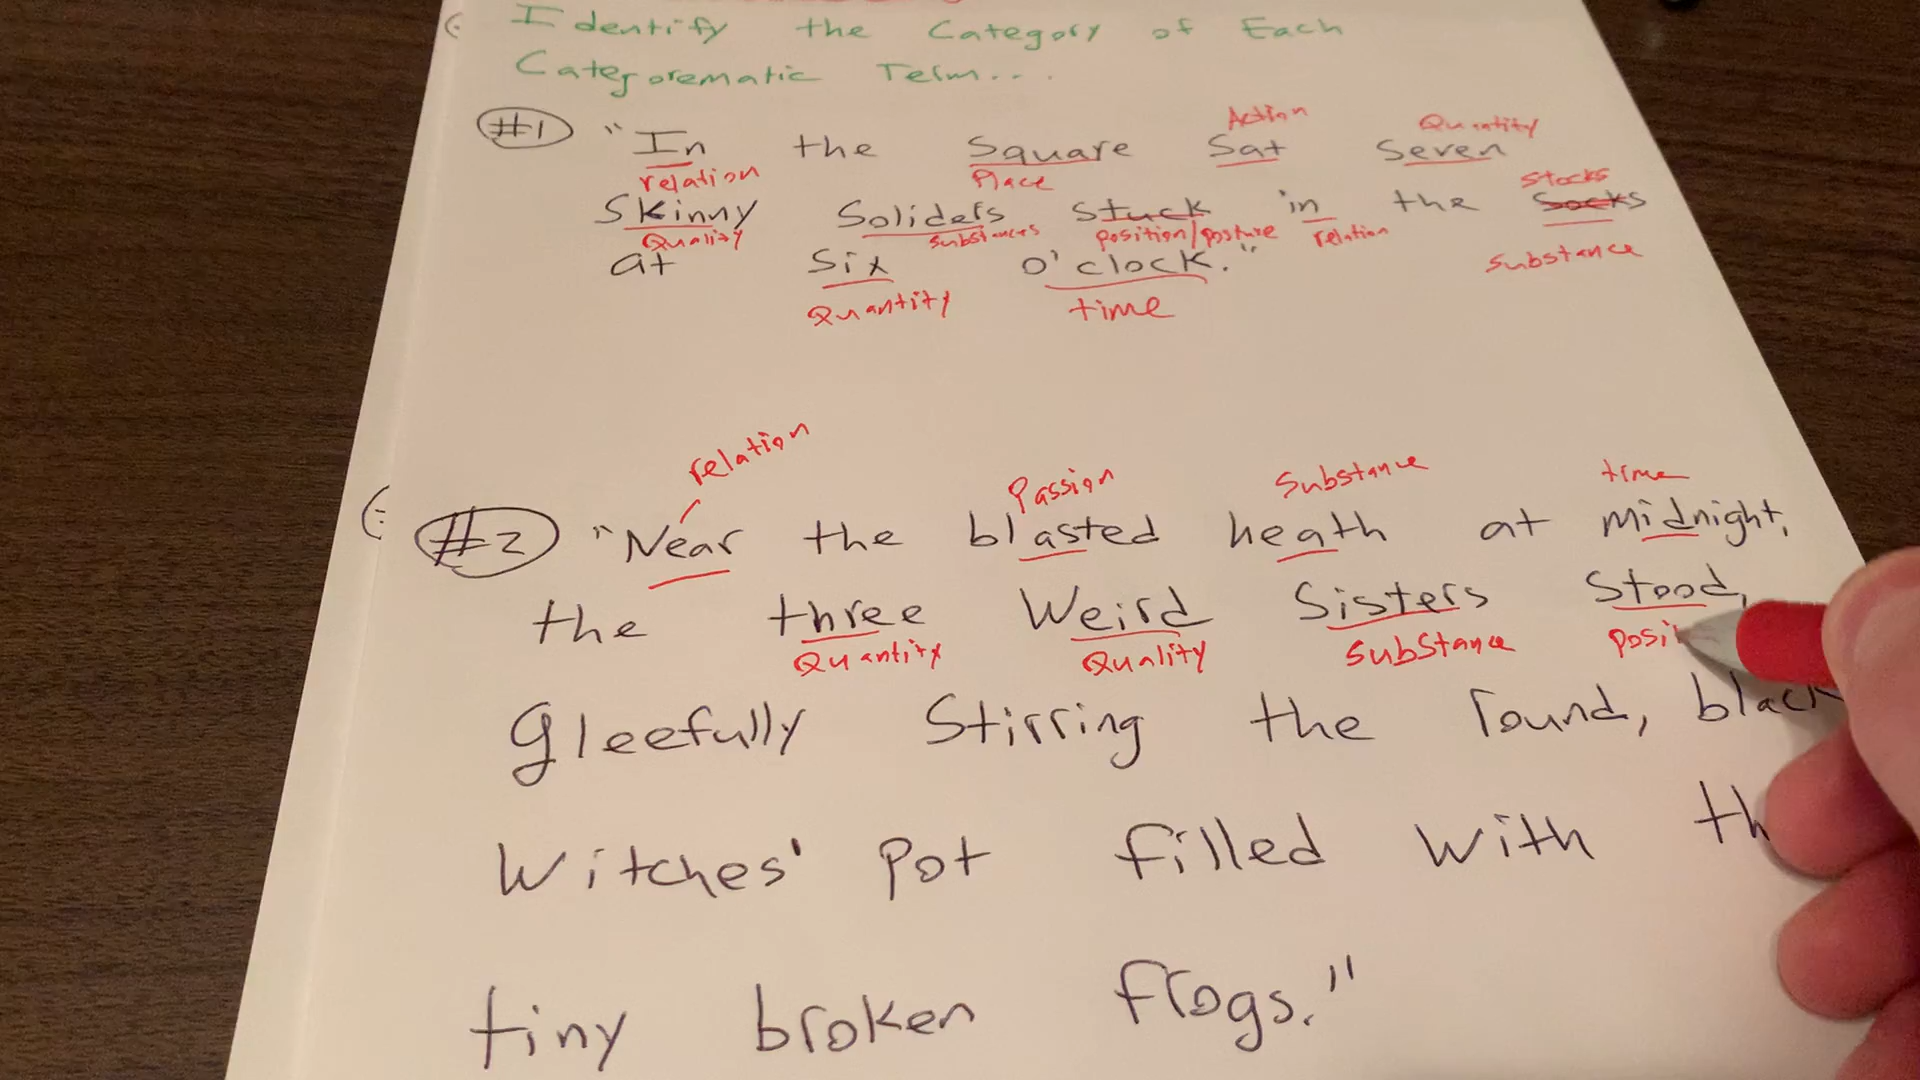 Identify the Category of Each
Categorematic Term...
Action Quantity
#1 "In the Square Sat Seven
relation Place Stocks
Skinny Soliders Stuck in the Socks
Quality Substances position/posture relation Substance
at Six o'clock."
Quantity time
relation
Passion Substance time
#2 "Near the blasted heath at midnight,
the three Weird Sisters Stood,
Quantity Quality Substance posi
gleefully Stirring the round, black
Witches' Pot filled with th
tiny broken frogs."